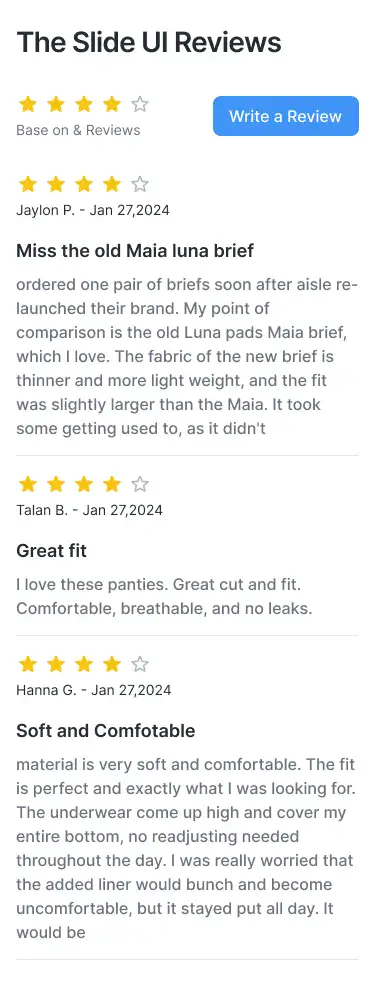 The Slide UI Reviews
Base on & Reviews
Write a Review
Jaylon P. - Jan 27,2024
Miss the old Maia luna brief
ordered one pair of briefs soon after aisle re-
launched their brand. My point of
comparison is the old Luna pads Maia brief,
which I love. The fabric of the new brief is
thinner and more light weight, and the fit
was slightly larger than the Maia. It took
some getting used to, as it didn't
Talan B. - Jan 27,2024
Great fit
I love these panties. Great cut and fit.
Comfortable, breathable, and no leaks.
Hanna G. - Jan 27,2024
Soft and Comfotable
material is very soft and comfortable. The fit
is perfect and exactly what I was looking for.
The underwear come up high and cover my
entire bottom, no readjusting needed
throughout the day. I was really worried that
the added liner would bunch and become
uncomfortable, but it stayed put all day. It
would be